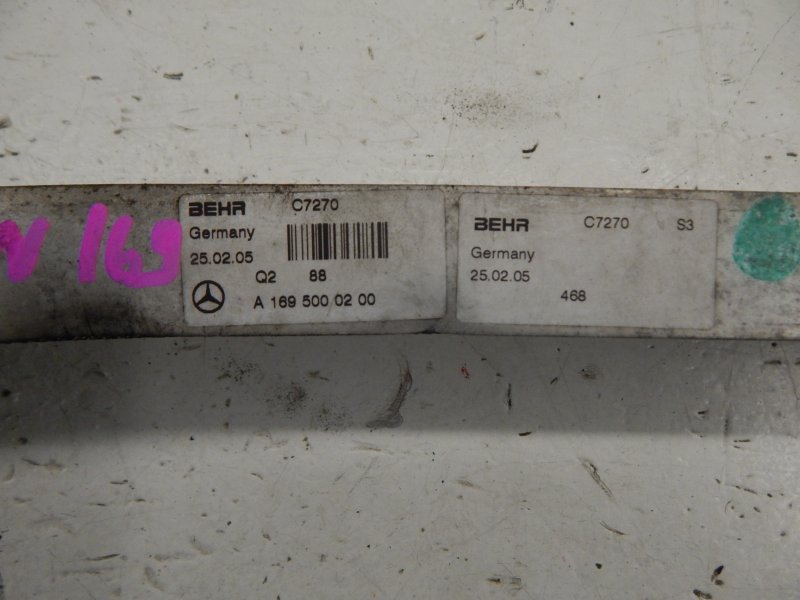 W 169
BEHR C7270
Germany
25.02.05
Q2 88
A 169 500 02 00
BEHR C7270 S3
Germany
25.02.05
468